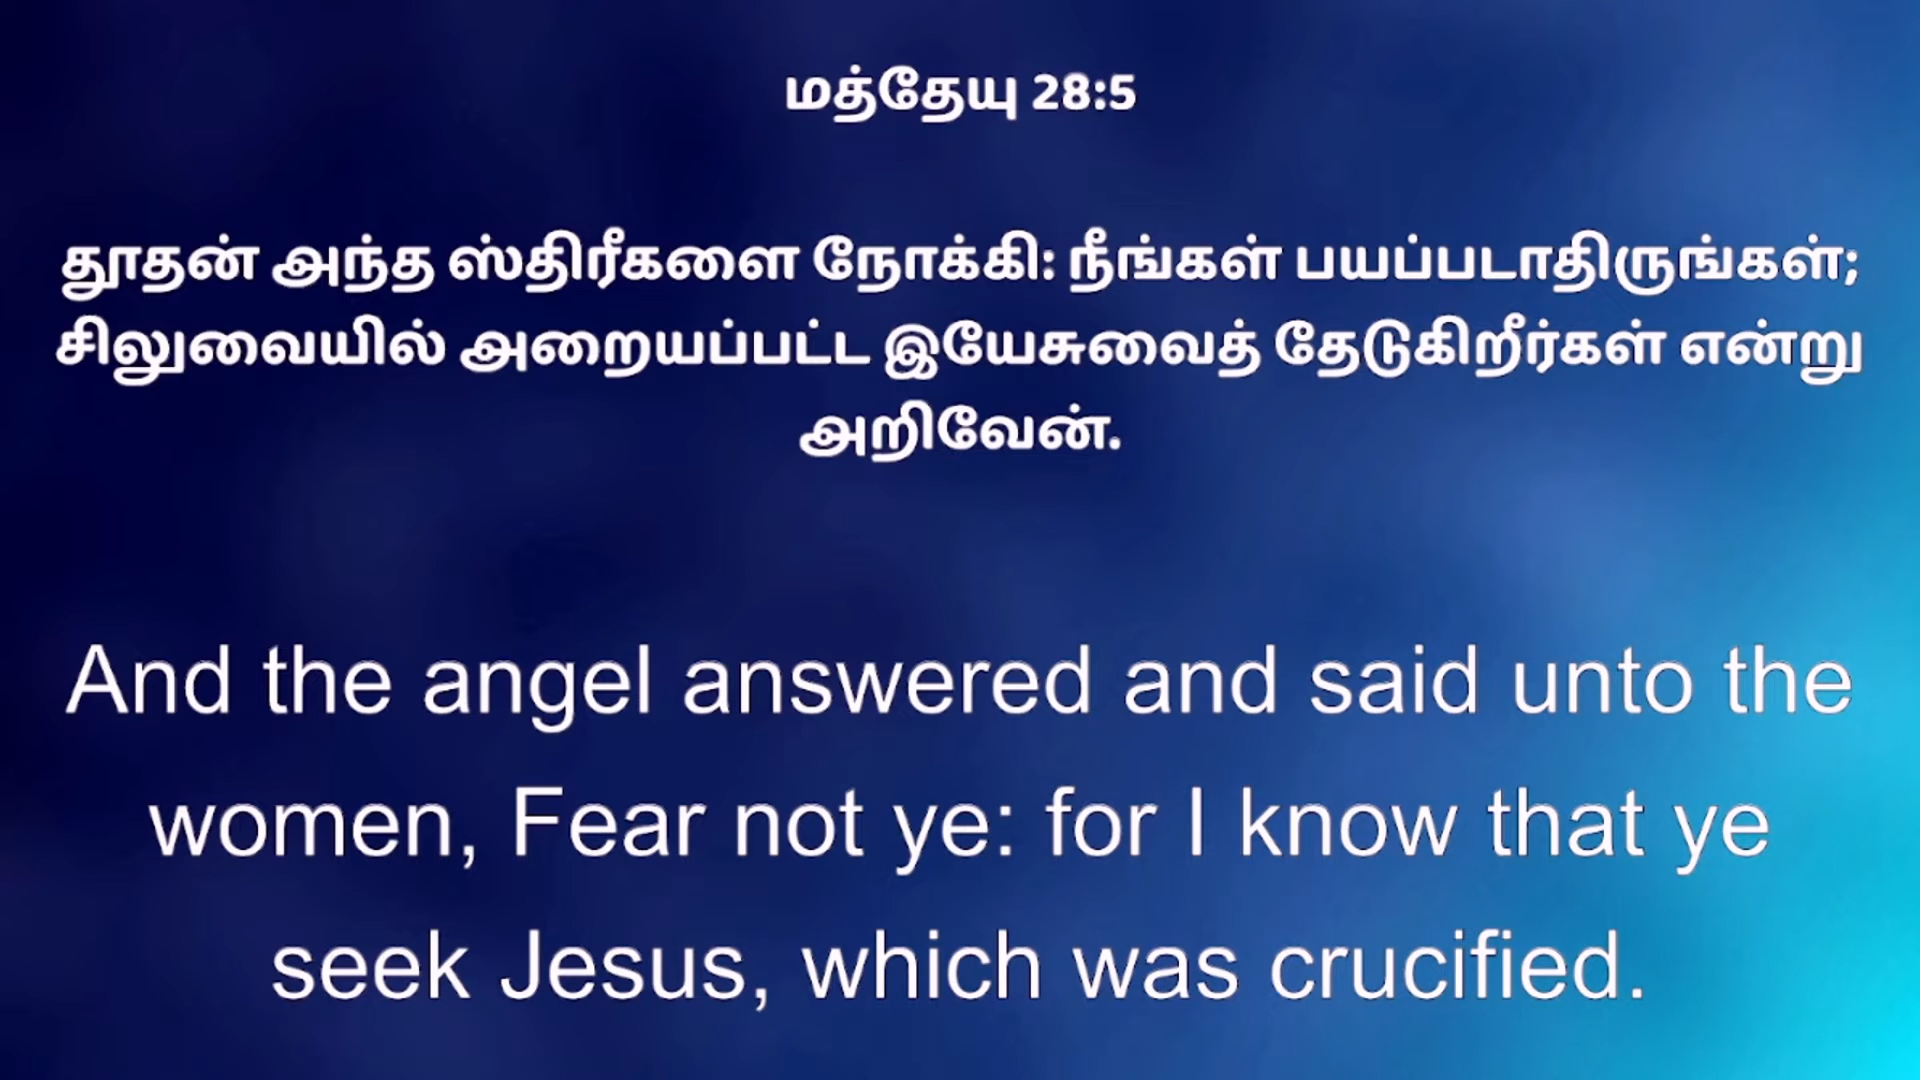 மத்தேயு 28:5
தூதன் அந்த ஸ்திரீகளை நோக்கி: நீங்கள் பயப்படாதிருங்கள்;
சிலுவையில் அறையப்பட்ட இயேசுவைத் தேடுகிறீர்கள் என்று
அறிவேன்.
And the angel answered and said unto the
women, Fear not ye: for I know that ye
seek Jesus, which was crucified.